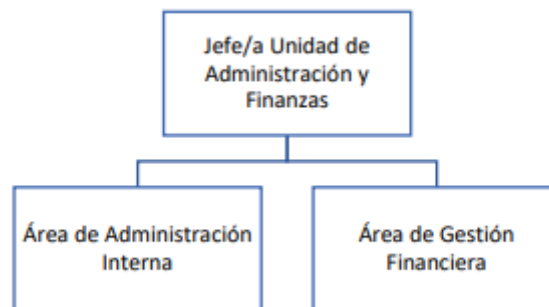 Jefe/a Unidad de
Administración y
Finanzas
Área de Administración
Interna
Área de Gestión
Financiera